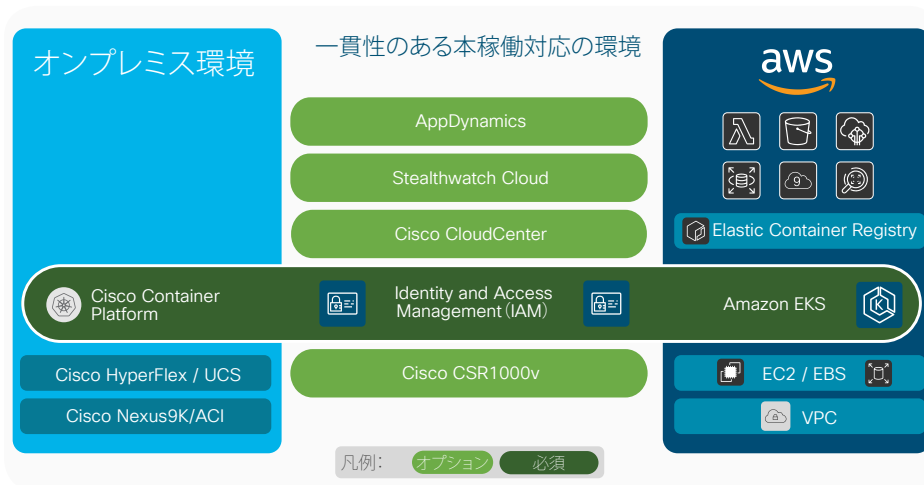 オンプレミス環境
一貫性のある本稼働対応の環境
aws
AppDynamics
Stealthwatch Cloud
Cisco CloudCenter
9
Elastic Container Registry
Cisco Container
Platform
Identity and Access
Management(IAM)
Amazon EKS
K
Cisco HyperFlex / UCS
Cisco Nexus9K/ACI
Cisco CSR1000v
EC2 / EBS
VPC
凡例:
オプション
必須